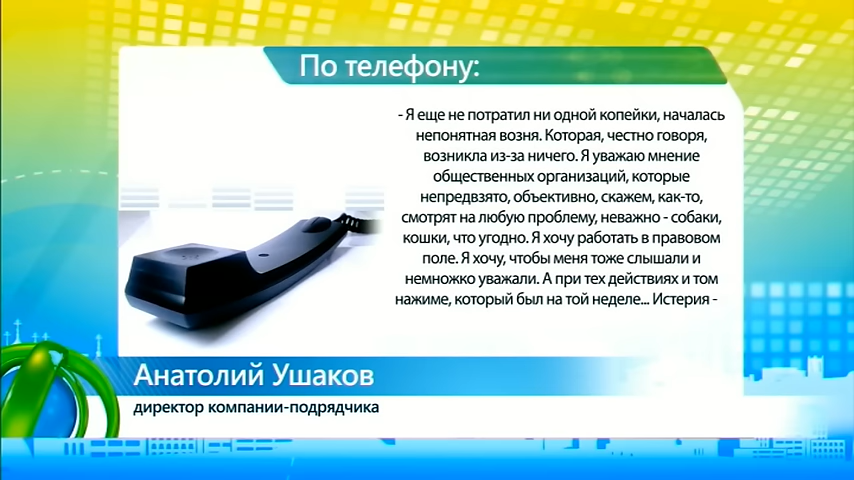 По телефону:
- Я еще не потратил ни одной копейки, началась
непонятная возня. Которая, честно говоря,
возникла из-за ничего. Я уважаю мнение
общественных организаций, которые
непредвзято, объективно, скажем, как-то,
смотрят на любую проблему, неважно - собаки,
кошки, что угодно. Я хочу работать в правовом
поле. Я хочу, чтобы меня тоже слышали и
немножко уважали. А при тех действиях и том
нажиме, который был на той неделе... Истерия -
Анатолий Ушаков
директор компании-подрядчика